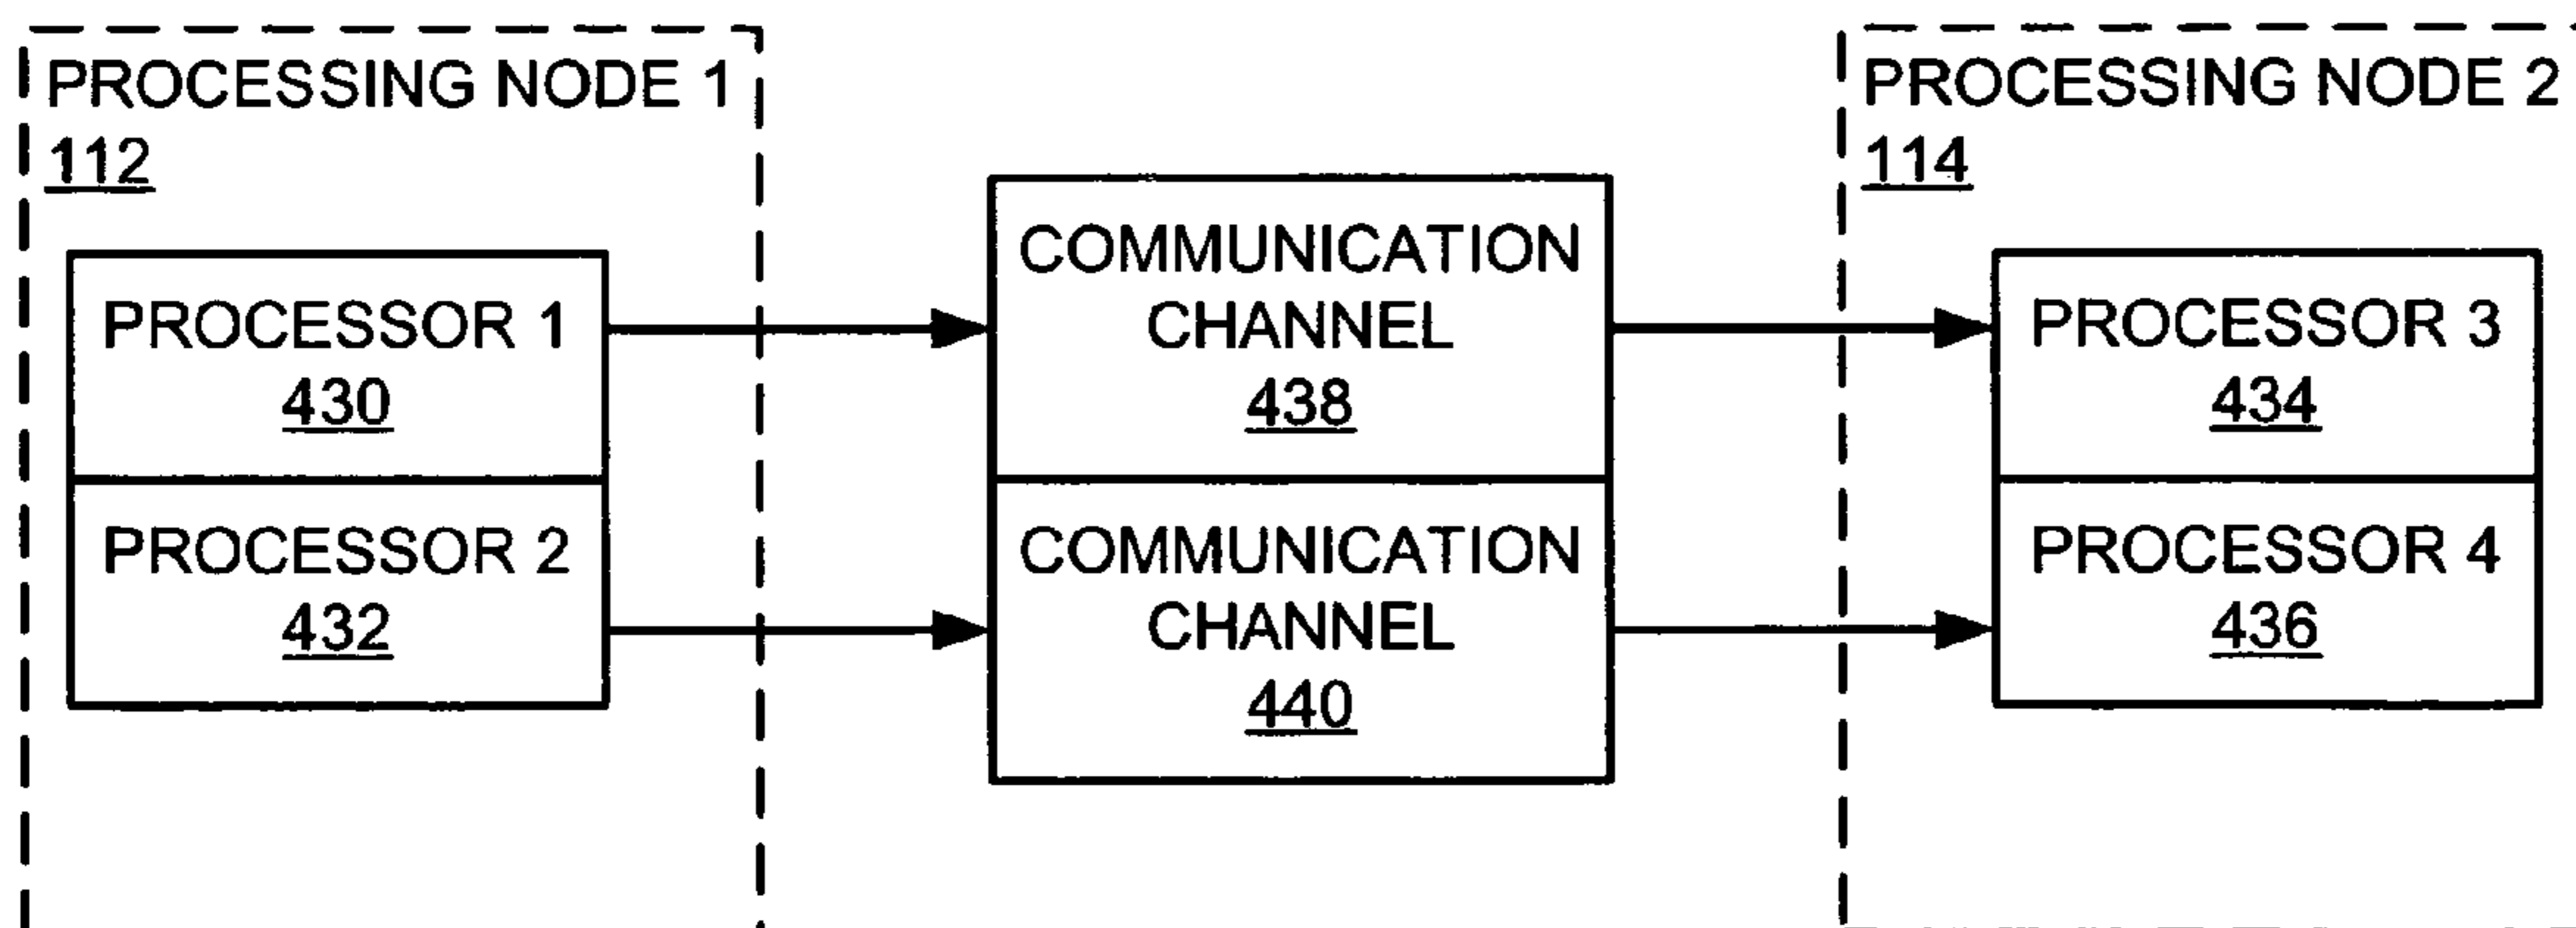 PROCESSING NODE 1
112
PROCESSOR 1
430
PROCESSOR 2
432
COMMUNICATION
CHANNEL
438
COMMUNICATION
CHANNEL
440
PROCESSING NODE 2
114
PROCESSOR 3
434
PROCESSOR 4
436